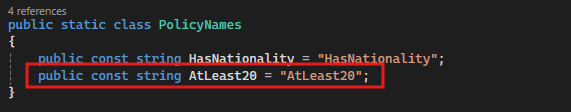 4 references
public static class PolicyNames
{
public const string HasNationality = "HasNationality";
public const string AtLeast20 = "AtLeast20";
}